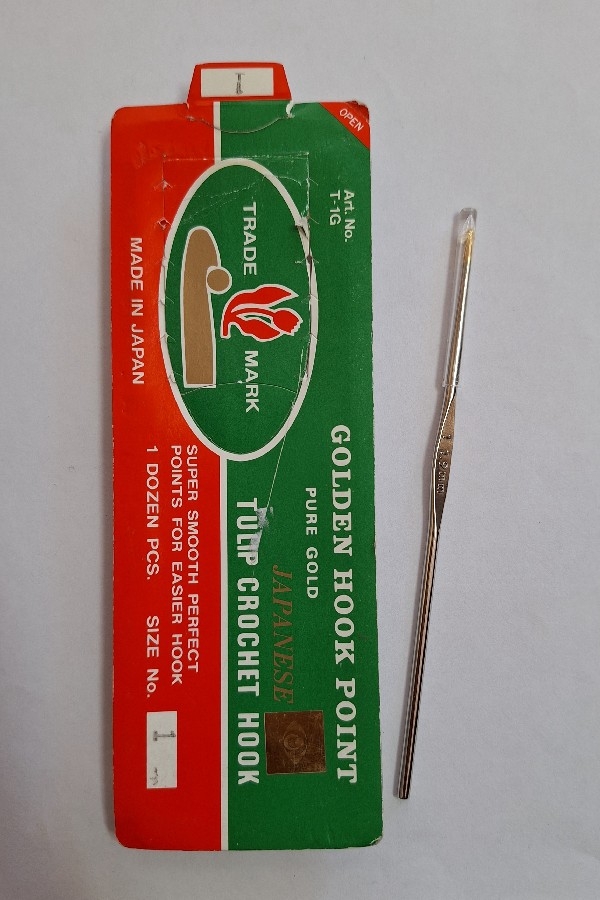 1
OPEN
Art. No.
T-1G
TRADE MARK
GOLDEN HOOK POINT
PURE GOLD
JAPANESE
TULIP CROCHET HOOK
SUPER SMOOTH PERFECT
POINTS FOR EASIER HOOK
1 DOZEN PCS. SIZE No. 1
MADE IN JAPAN